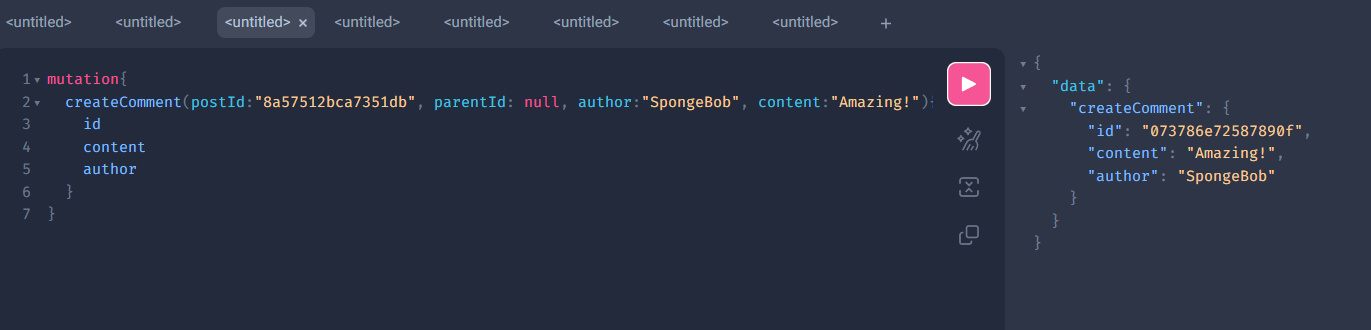 <untitled> <untitled> <untitled> × <untitled> <untitled> <untitled> <untitled> <untitled> +
1 mutation{
2 createComment(postId:"8a57512bca7351db", parentId: null, author:"SpongeBob", content:"Amazing!"){
3 id
4 content
5 author
6 }
7 }
{
"data": {
"createComment": {
"id": "073786e72587890f",
"content": "Amazing!",
"author": "SpongeBob"
}
}
}